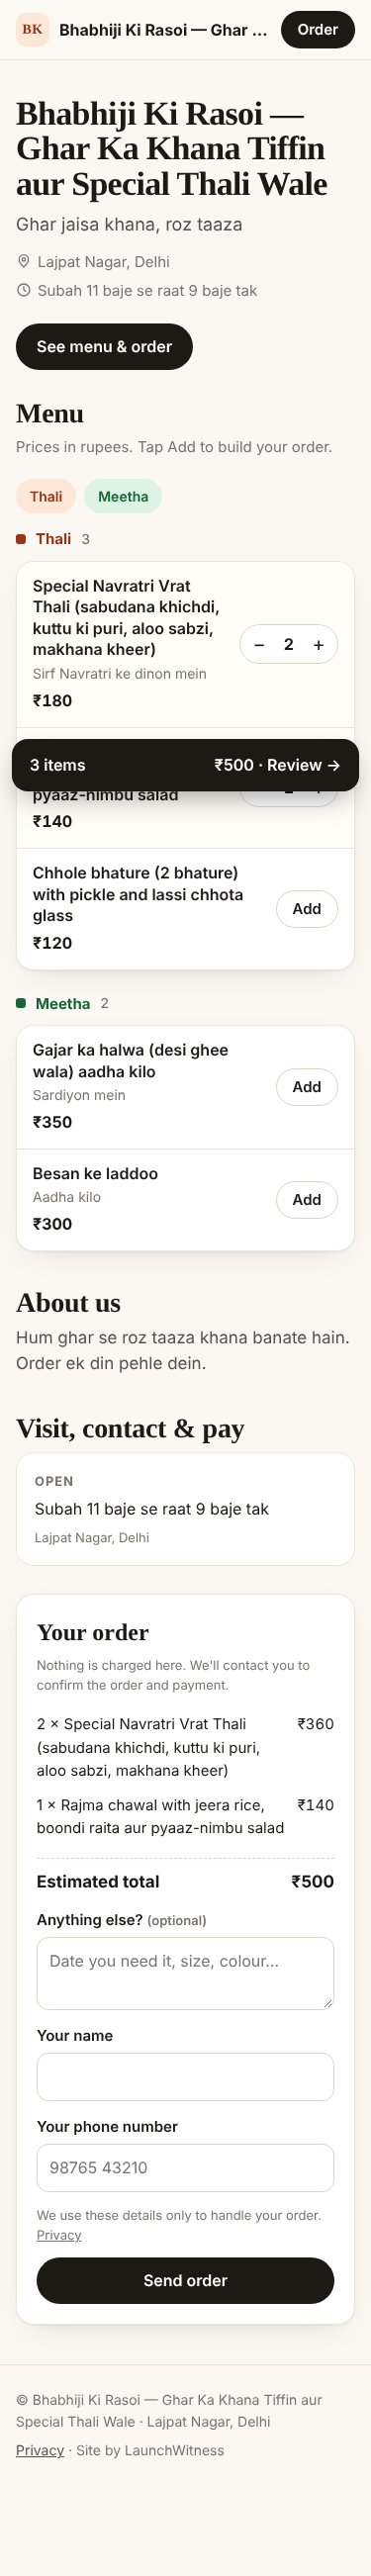 BK Bhabhiji Ki Rasoi — Ghar ... Order
Bhabhiji Ki Rasoi —
Ghar Ka Khana Tiffin
aur Special Thali Wale
Ghar jaisa khana, roz taaza
Lajpat Nagar, Delhi
Subah 11 baje se raat 9 baje tak
See menu & order
Menu
Prices in rupees. Tap Add to build your order.
Thali Meetha
Thali 3
Special Navratri Vrat
Thali (sabudana khichdi,
kuttu ki puri, aloo sabzi,
makhana kheer)
− 2 +
Sirf Navratri ke dinon mein
₹180
3 items ₹500 · Review →
pyaaz-nimbu salad
₹140
Chhole bhature (2 bhature)
with pickle and lassi chhota
glass
Add
₹120
Meetha 2
Gajar ka halwa (desi ghee
wala) aadha kilo
Add
Sardiyon mein
₹350
Besan ke laddoo
Aadha kilo
Add
₹300
About us
Hum ghar se roz taaza khana banate hain.
Order ek din pehle dein.
Visit, contact & pay
OPEN
Subah 11 baje se raat 9 baje tak
Lajpat Nagar, Delhi
Your order
Nothing is charged here. We'll contact you to
confirm the order and payment.
2 × Special Navratri Vrat Thali ₹360
(sabudana khichdi, kuttu ki puri,
aloo sabzi, makhana kheer)
1 × Rajma chawal with jeera rice, ₹140
boondi raita aur pyaaz-nimbu salad
Estimated total ₹500
Anything else? (optional)
Date you need it, size, colour...
Your name
Your phone number
98765 43210
We use these details only to handle your order.
Privacy
Send order
© Bhabhiji Ki Rasoi — Ghar Ka Khana Tiffin aur
Special Thali Wale · Lajpat Nagar, Delhi
Privacy · Site by LaunchWitness